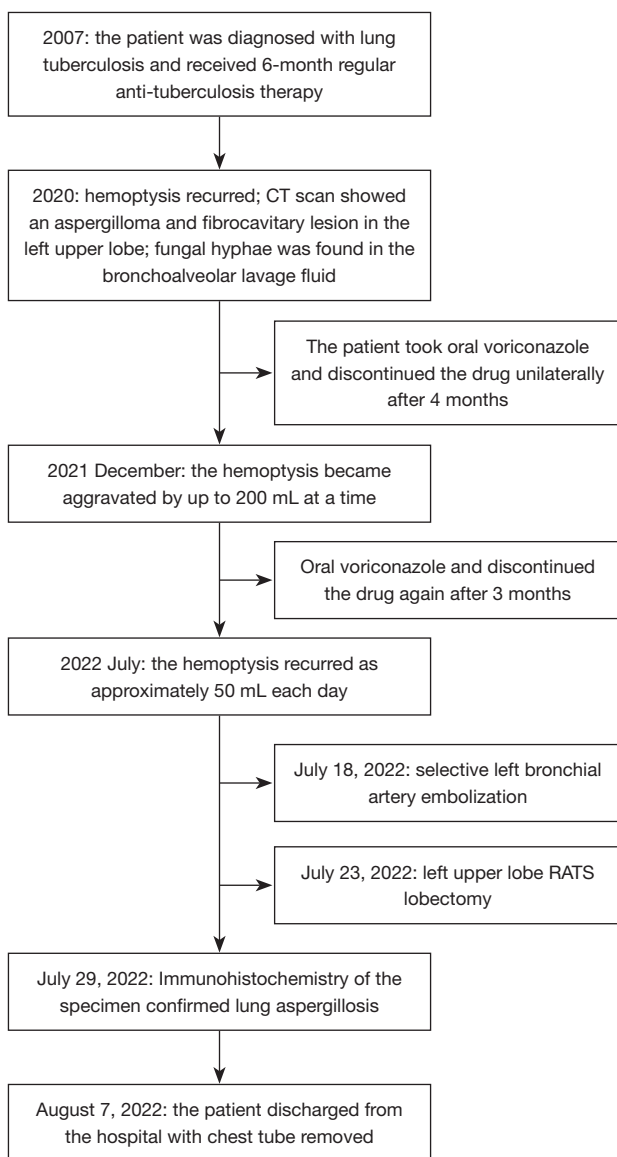 2007: the patient was diagnosed with lung
tuberculosis and received 6-month regular
anti-tuberculosis therapy
2020: hemoptysis recurred; CT scan showed
an aspergilloma and fibrocavitary lesion in the
left upper lobe; fungal hyphae was found in the
bronchoalveolar lavage fluid
The patient took oral voriconazole
and discontinued the drug unilaterally
after 4 months
2021 December: the hemoptysis became
aggravated by up to 200 mL at a time
Oral voriconazole and discontinued
the drug again after 3 months
2022 July: the hemoptysis recurred as
approximately 50 mL each day
July 18, 2022: selective left bronchial
artery embolization
July 23, 2022: left upper lobe RATS
lobectomy
July 29, 2022: Immunohistochemistry of the
specimen confirmed lung aspergillosis
August 7, 2022: the patient discharged from
the hospital with chest tube removed